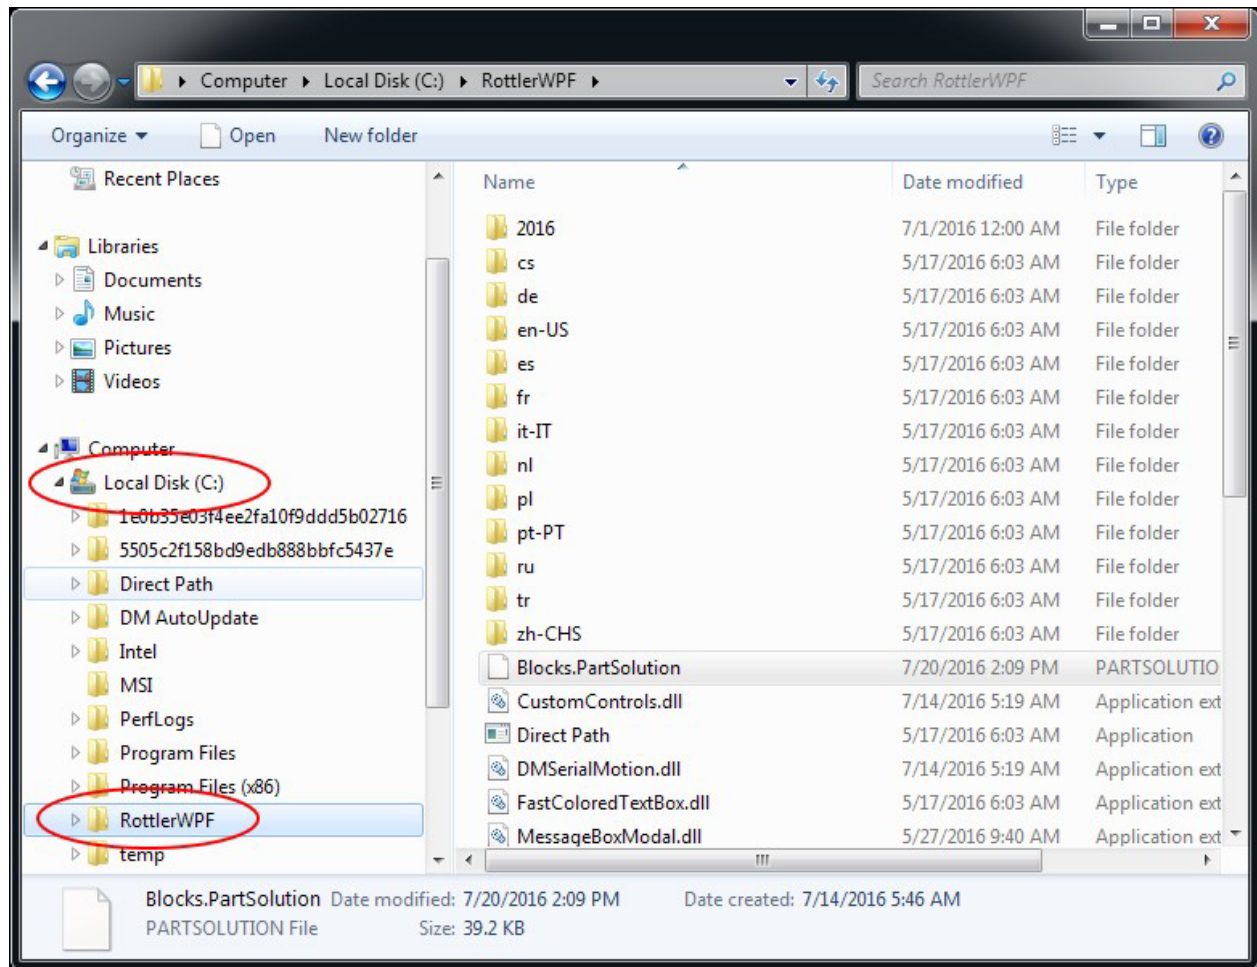 Computer ▸ Local Disk (C:) ▸ RottlerWPF ▸
Search RottlerWPF
Organize Open New folder
Recent Places
Libraries
Documents
Music
Pictures
Videos
Computer
Local Disk (C:)
1e0b35e03f4ee2fa10f9ddd5b02716
5505c2f158bd9edb888bbfc5437e
Direct Path
DM AutoUpdate
Intel
MSI
PerfLogs
Program Files
Program Files (x86)
RottlerWPF
temp
Name Date modified Type
2016 7/1/2016 12:00 AM File folder
cs 5/17/2016 6:03 AM File folder
de 5/17/2016 6:03 AM File folder
en-US 5/17/2016 6:03 AM File folder
es 5/17/2016 6:03 AM File folder
fr 5/17/2016 6:03 AM File folder
it-IT 5/17/2016 6:03 AM File folder
nl 5/17/2016 6:03 AM File folder
pl 5/17/2016 6:03 AM File folder
pt-PT 5/17/2016 6:03 AM File folder
ru 5/17/2016 6:03 AM File folder
tr 5/17/2016 6:03 AM File folder
zh-CHS 5/17/2016 6:03 AM File folder
Blocks.PartSolution 7/20/2016 2:09 PM PARTSOLUTIO
CustomControls.dll 7/14/2016 5:19 AM Application ext
Direct Path 5/17/2016 6:03 AM Application
DMSerialMotion.dll 7/14/2016 5:19 AM Application ext
FastColoredTextBox.dll 5/17/2016 6:03 AM Application ext
MessageBoxModal.dll 5/27/2016 9:40 AM Application ext
Blocks.PartSolution Date modified: 7/20/2016 2:09 PM Date created: 7/14/2016 5:46 AM
PARTSOLUTION File Size: 39.2 KB